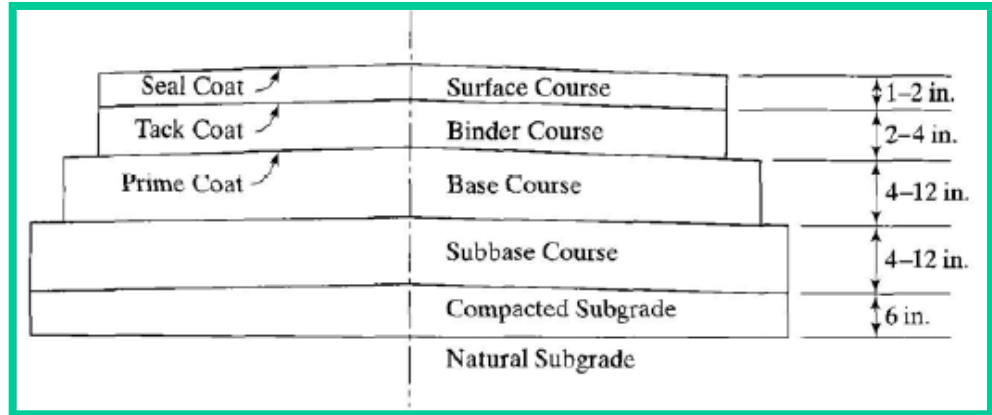 Seal Coat Surface Course 1–2 in.
Tack Coat Binder Course 2–4 in.
Prime Coat Base Course 4–12 in.
Subbase Course 4–12 in.
Compacted Subgrade 6 in.
Natural Subgrade